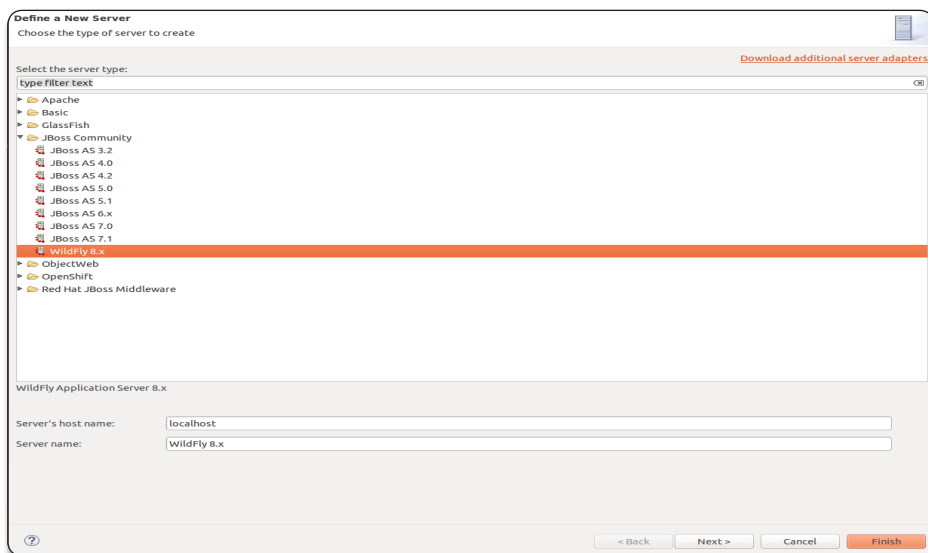 Define a New Server
Choose the type of server to create
Download additional server adapters
Select the server type:
type filter text
Apache
Basic
GlassFish
JBoss Community
JBoss AS 3.2
JBoss AS 4.0
JBoss AS 4.2
JBoss AS 5.0
JBoss AS 5.1
JBoss AS 6.x
JBoss AS 7.0
JBoss AS 7.1
WildFly 8.x
ObjectWeb
OpenShift
Red Hat JBoss Middleware
WildFly Application Server 8.x
Server's host name: localhost
Server name: WildFly 8.x
? < Back Next > Cancel Finish